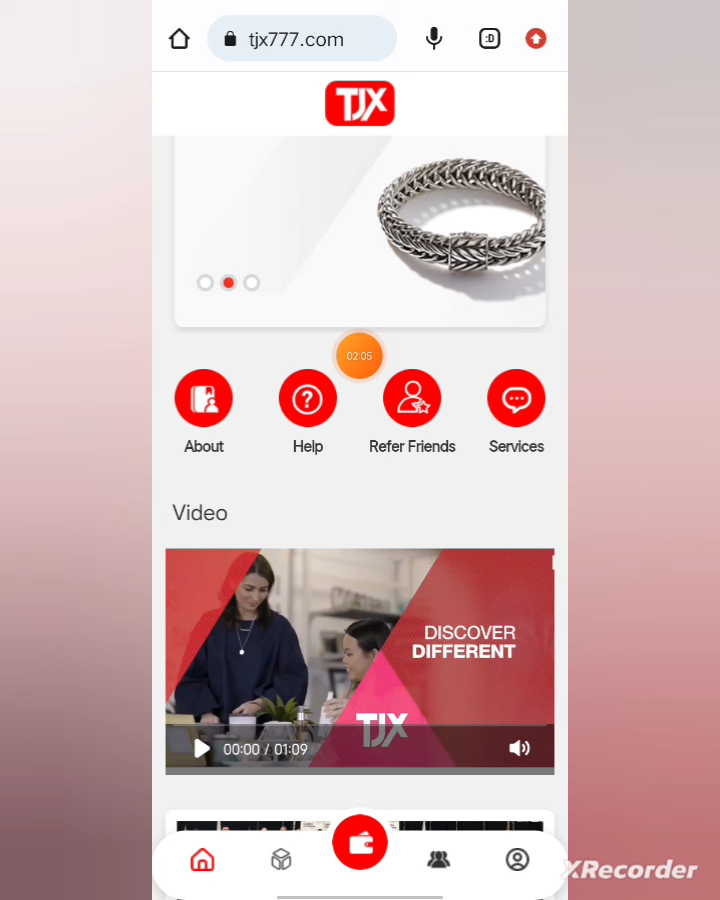 :D
tjx777.com
TJX
02:05
About
Help
Refer Friends
Services
Video
DISCOVER
DIFFERENT
TJX
00:00 / 01:09
XRecorder